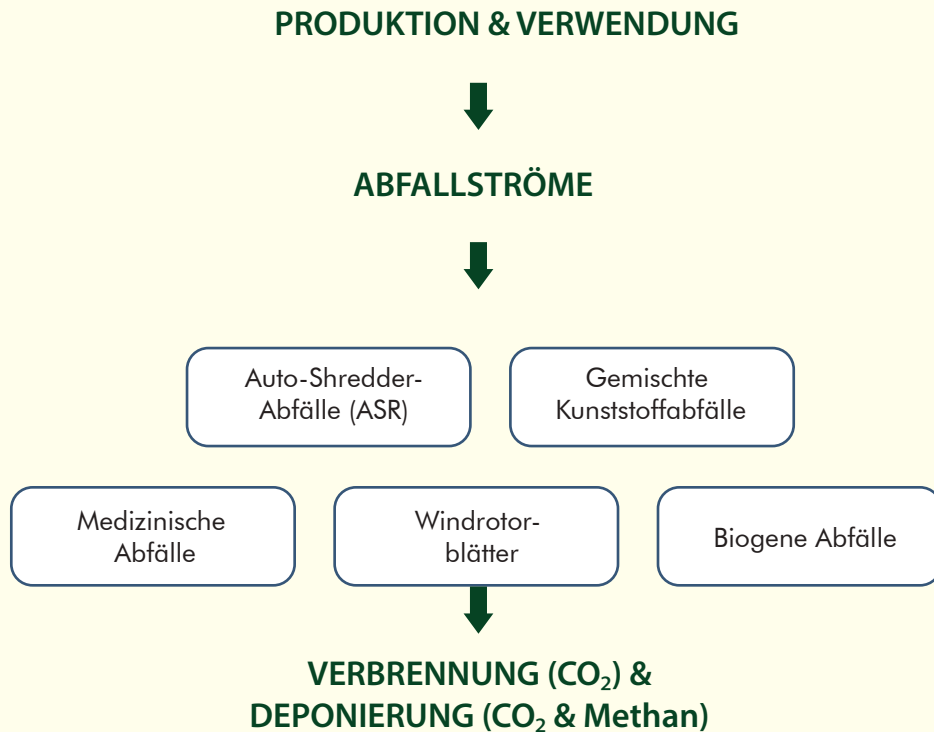 PRODUKTION & VERWENDUNG
ABFALLSTRÖME
Auto-Shredder-
Abfälle (ASR)
Gemischte
Kunststoffabfälle
Medizinische
Abfälle
Windrotor-
blätter
Biogene Abfälle
VERBRENNUNG (CO₂) &
DEPONIERUNG (CO₂ & Methan)